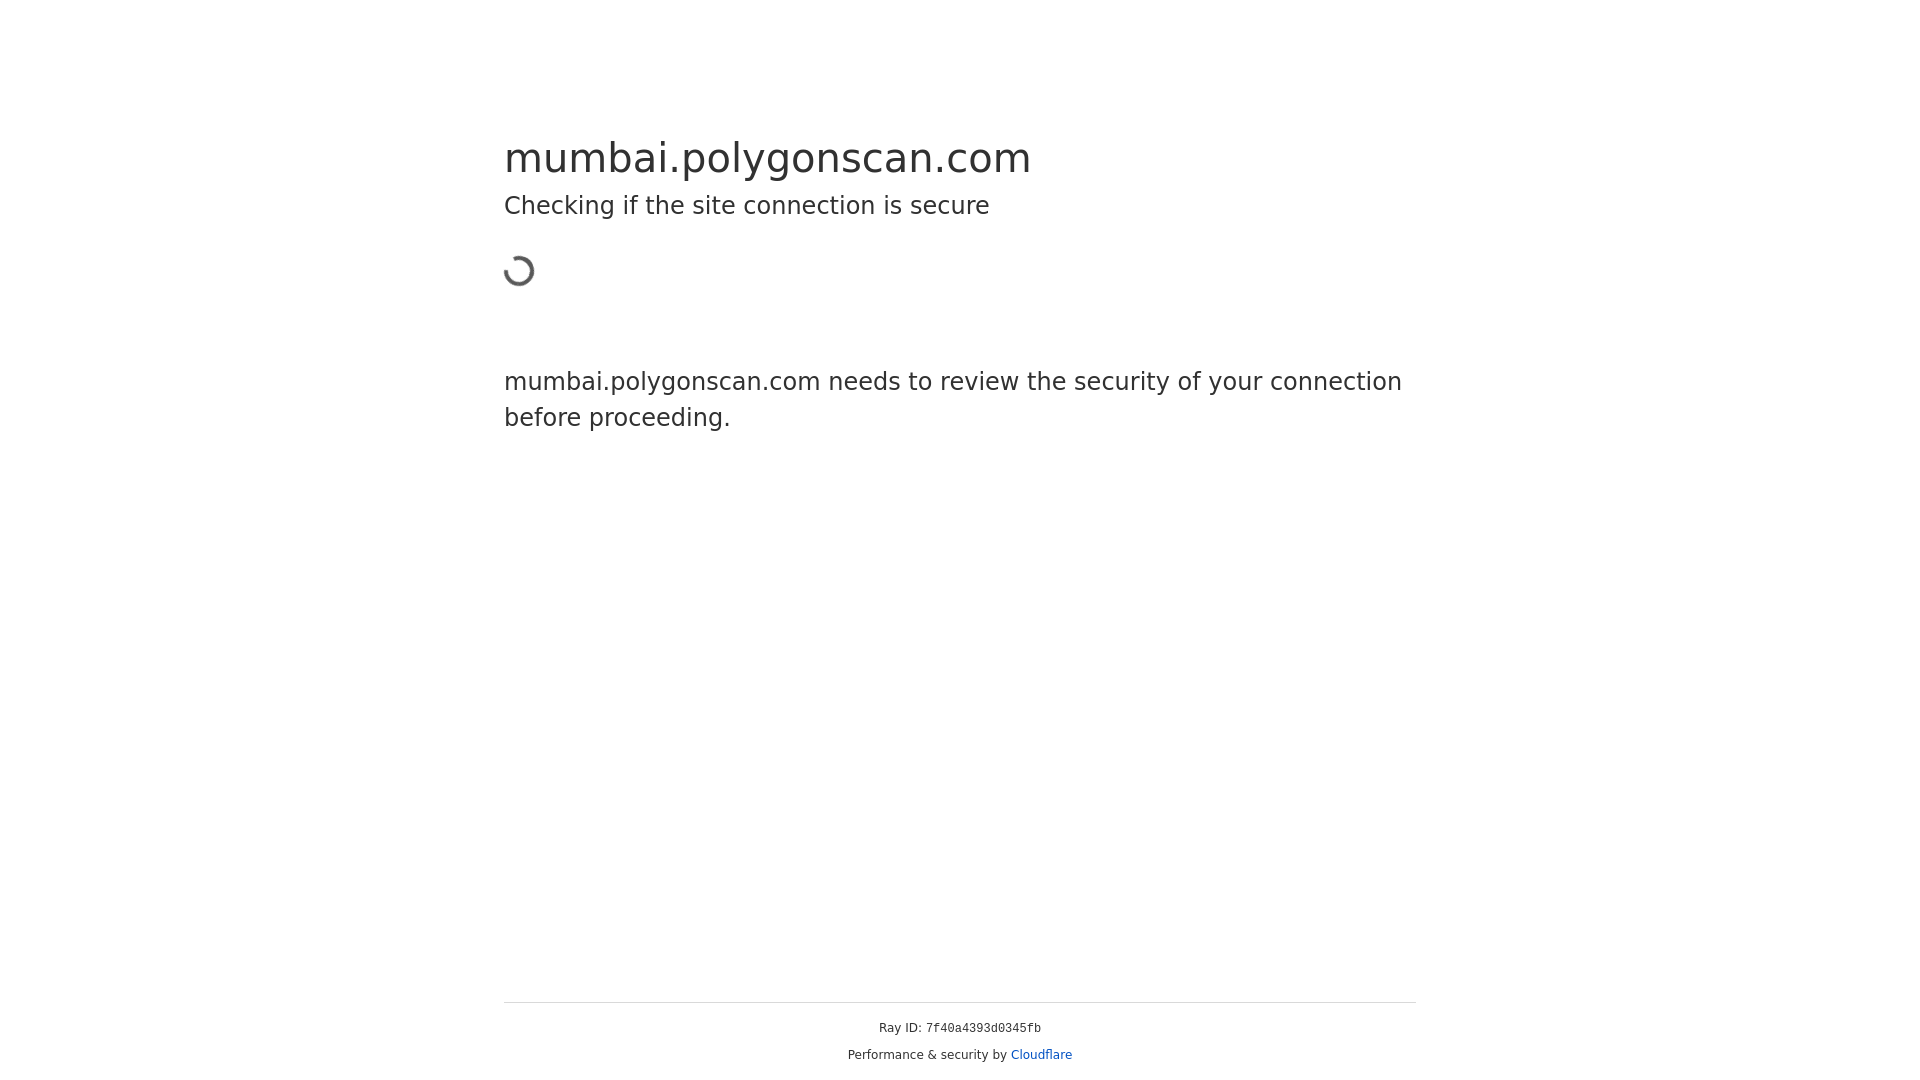 mumbai.polygonscan.com
Checking if the site connection is secure
mumbai.polygonscan.com needs to review the security of your connection
before proceeding.
Ray ID: 7f40a4393d0345fb
Performance & security by Cloudflare